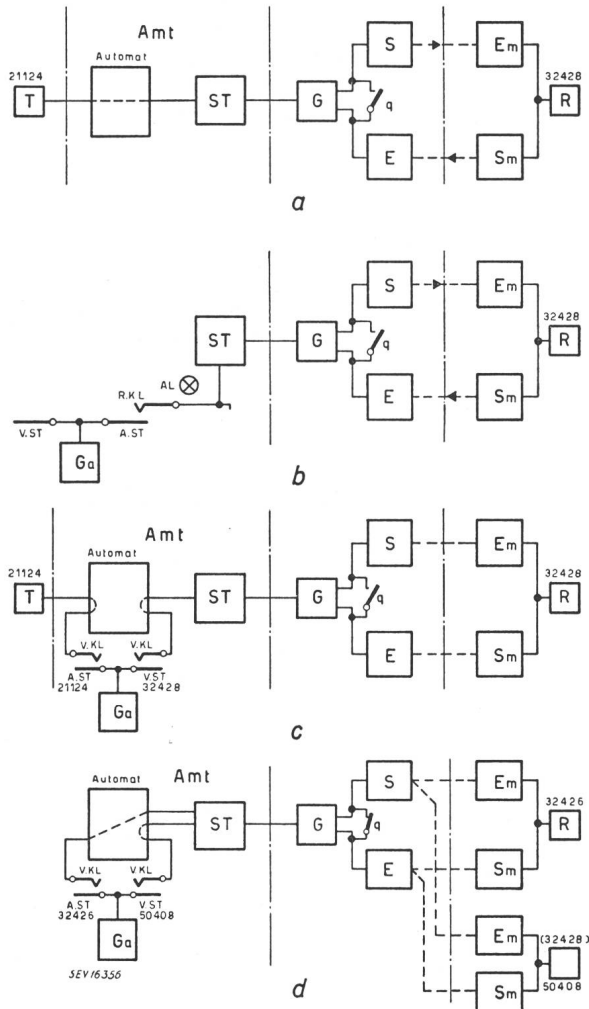 Amt
Automat
21124
T
ST
G
q
S
E
Em
Sm
32428
R
a
ST
AL
R.KL
V.ST
A.ST
Ga
G
q
S
E
Em
Sm
32428
R
b
Amt
Automat
21124
T
ST
V.KL
V.KL
A.ST
21124
V.ST
32428
Ga
G
q
S
E
Em
Sm
32428
R
c
Amt
Automat
ST
V.KL
V.KL
A.ST
32426
V.ST
50408
Ga
G
q
S
E
Em
Sm
32426
R
Em
Sm
(32428)
50408
SEV16356
d